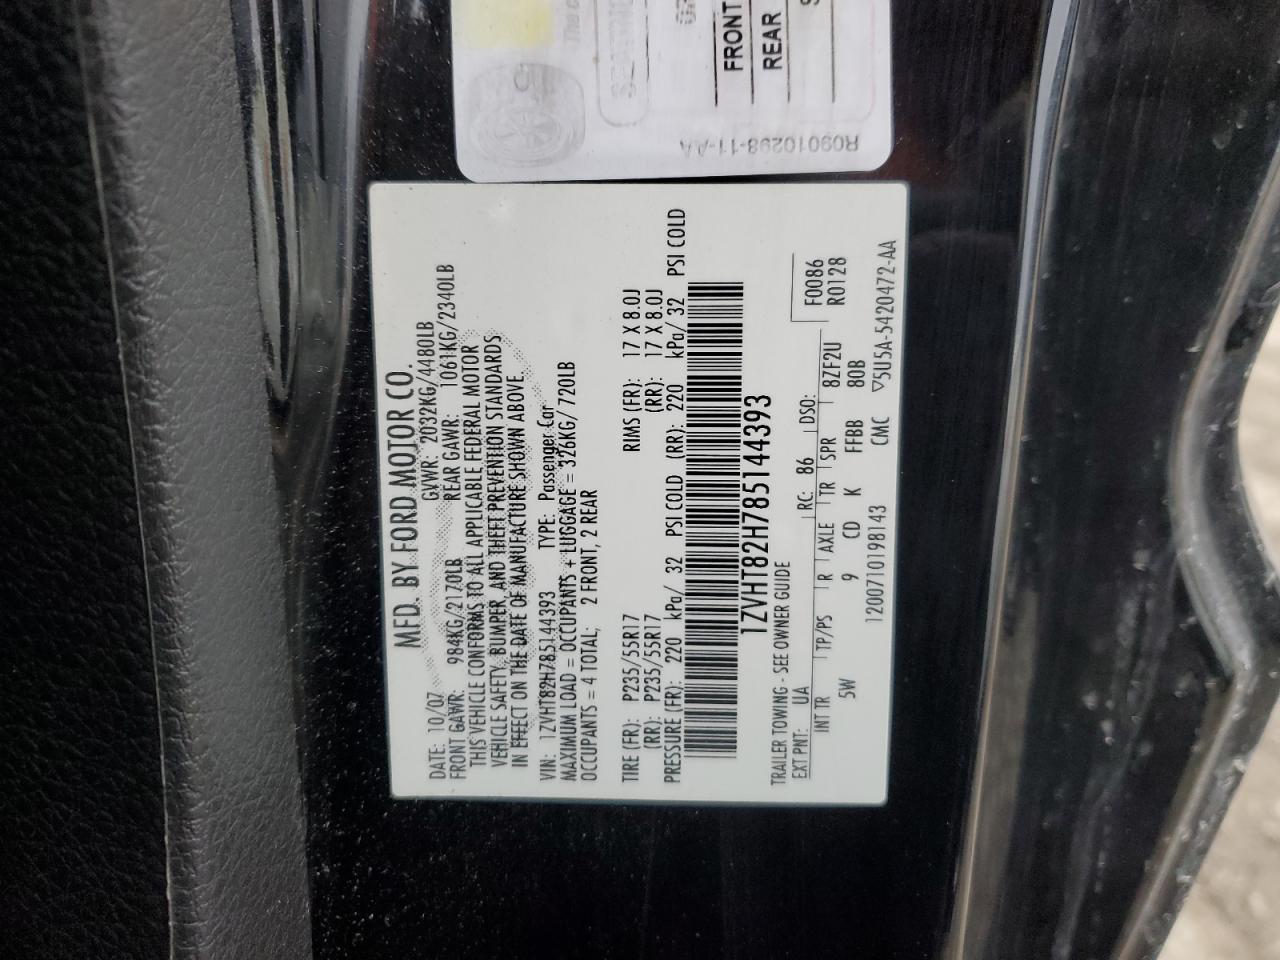 MFD. BY FORD MOTOR CO.
DATE: 10/07 GVWR: 2032KG/4480LB
FRONT GAWR: 984KG/2170LB REAR GAWR: 1061KG/2340LB
THIS VEHICLE CONFORMS TO ALL APPLICABLE FEDERAL MOTOR
VEHICLE SAFETY, BUMPER, AND THEFT PREVENTION STANDARDS
IN EFFECT ON THE DATE OF MANUFACTURE SHOWN ABOVE.
VIN: 1ZVHT82H785144393 TYPE: Passenger Car
MAXIMUM LOAD = OCCUPANTS + LUGGAGE = 326KG/720LB
OCCUPANTS = 4 TOTAL; 2 FRONT, 2 REAR
TIRE (FR): P235/55R17 RIMS (FR): 17 X 8.0J
(RR): P235/55R17 (RR): 17 X 8.0J
PRESSURE (FR): 220 kPa/ 32 PSI COLD (RR): 220 kPa/ 32 PSI COLD
1ZVHT82H785144393
TRAILER TOWING - SEE OWNER GUIDE
EXT PNT: UA RC: 86 DSO: F0086
INT TR TP/PS R AXLE TR SPR 8ZF2U R0128
5W 9 CD K FFBB 80B
1200710198143 CMC ▽5U5A-5420472-AA
FRONT
REAR
R09010298-11-AA